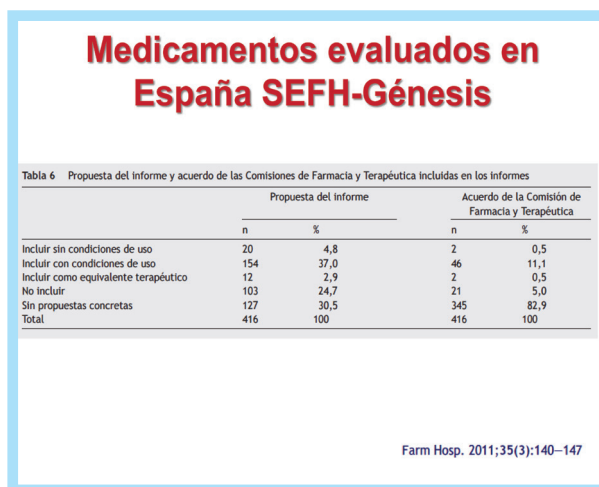 Medicamentos evaluados en
España SEFH-Génesis
Tabla 6 Propuesta del informe y acuerdo de las Comisiones de Farmacia y Terapéutica incluidas en los informes
Propuesta del informe Acuerdo de la Comisión de
Farmacia y Terapéutica
n % n %
Incluir sin condiciones de uso 20 4,8 2 0,5
Incluir con condiciones de uso 154 37,0 46 11,1
Incluir como equivalente terapéutico 12 2,9 2 0,5
No incluir 103 24,7 21 5,0
Sin propuestas concretas 127 30,5 345 82,9
Total 416 100 416 100
Farm Hosp. 2011;35(3):140—147